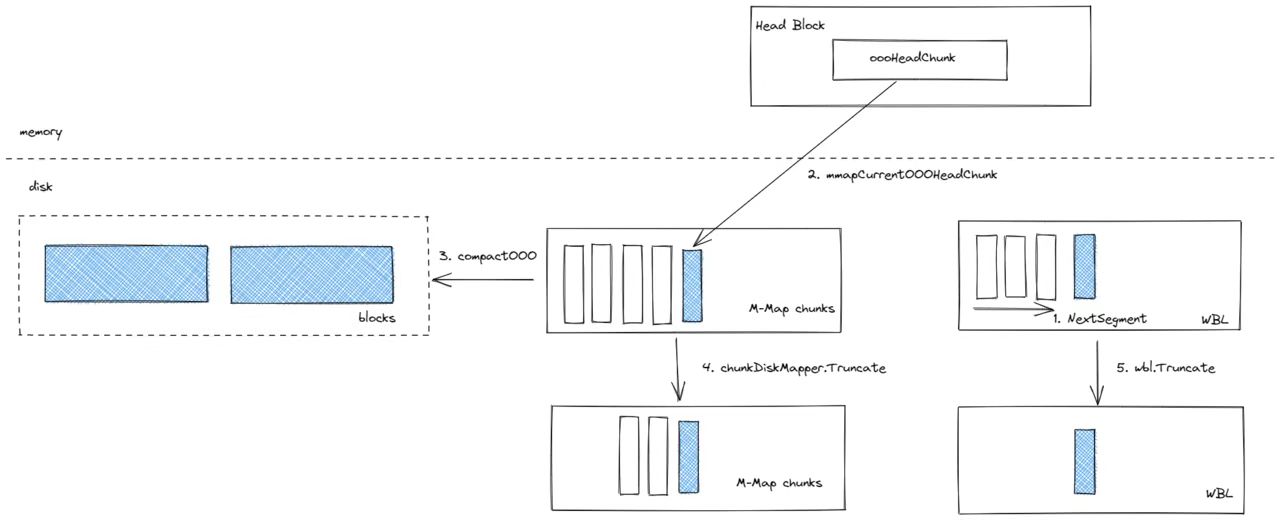 Head Block
oooHeadChunk
memory
2. mmapCurrentOOOHeadChunk
disk
3. compactOOO
M-Map chunks
1. NextSegment
WBL
blocks
4. chunkDiskMapper.Truncate
5. wbl.Truncate
M-Map chunks
WBL